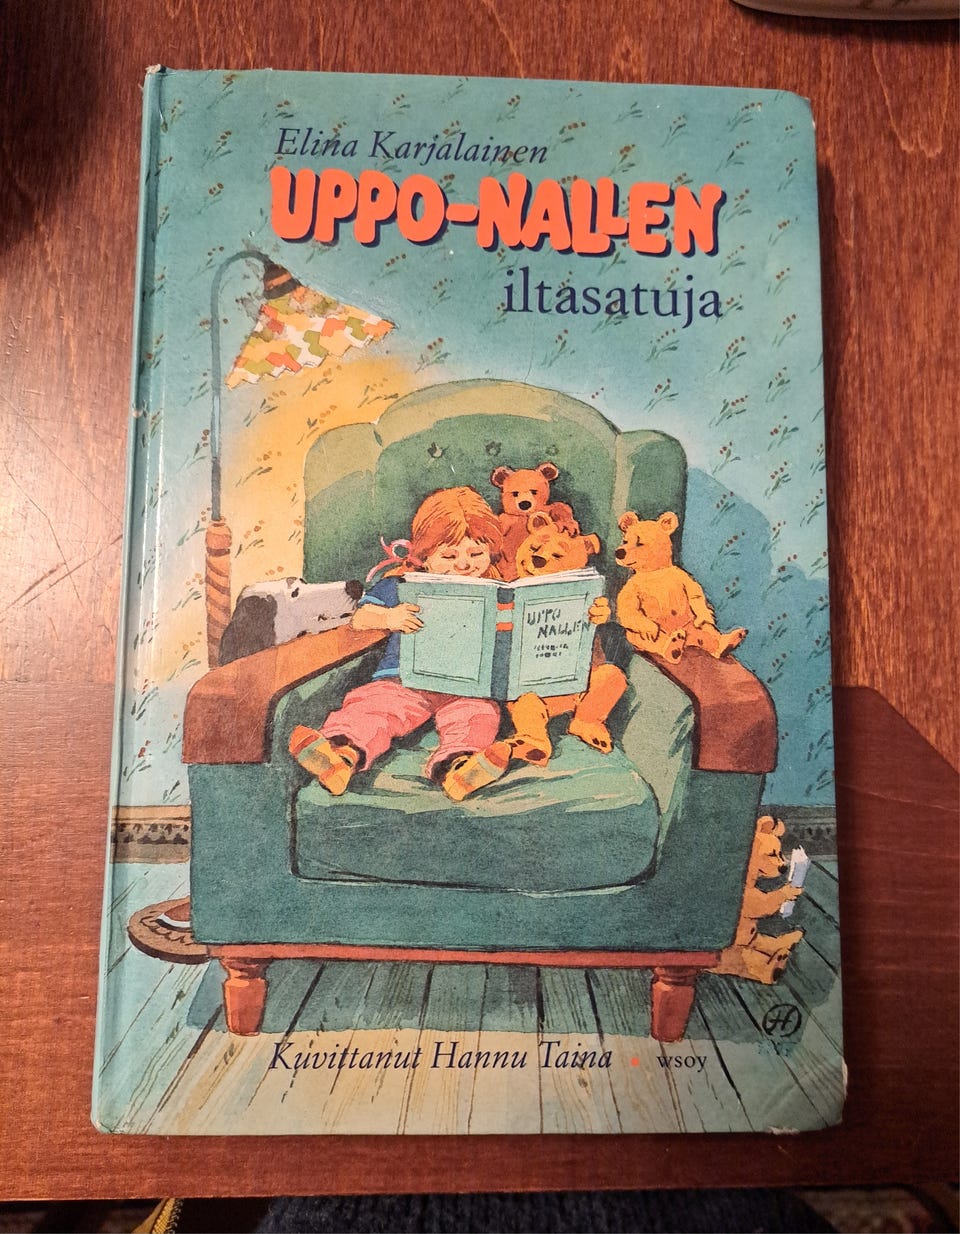 Elina Karjalainen
UPPO-NALLEN
iltasatuja
UPPO
NALLEN
Kuvittanut Hannu Taina • wsoy